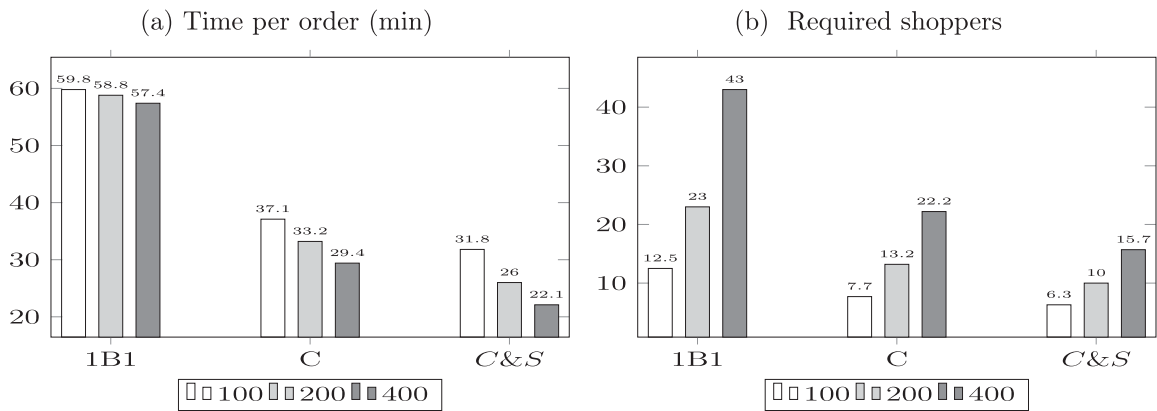 (a) Time per order (min)
60
50
40
30
20
59.8 58.8 57.4
37.1 33.2 29.4
31.8 26 22.1
1B1 C C&S
100 200 400
(b) Required shoppers
40
30
20
10
12.5 23 43
7.7 13.2 22.2
6.3 10 15.7
1B1 C C&S
100 200 400